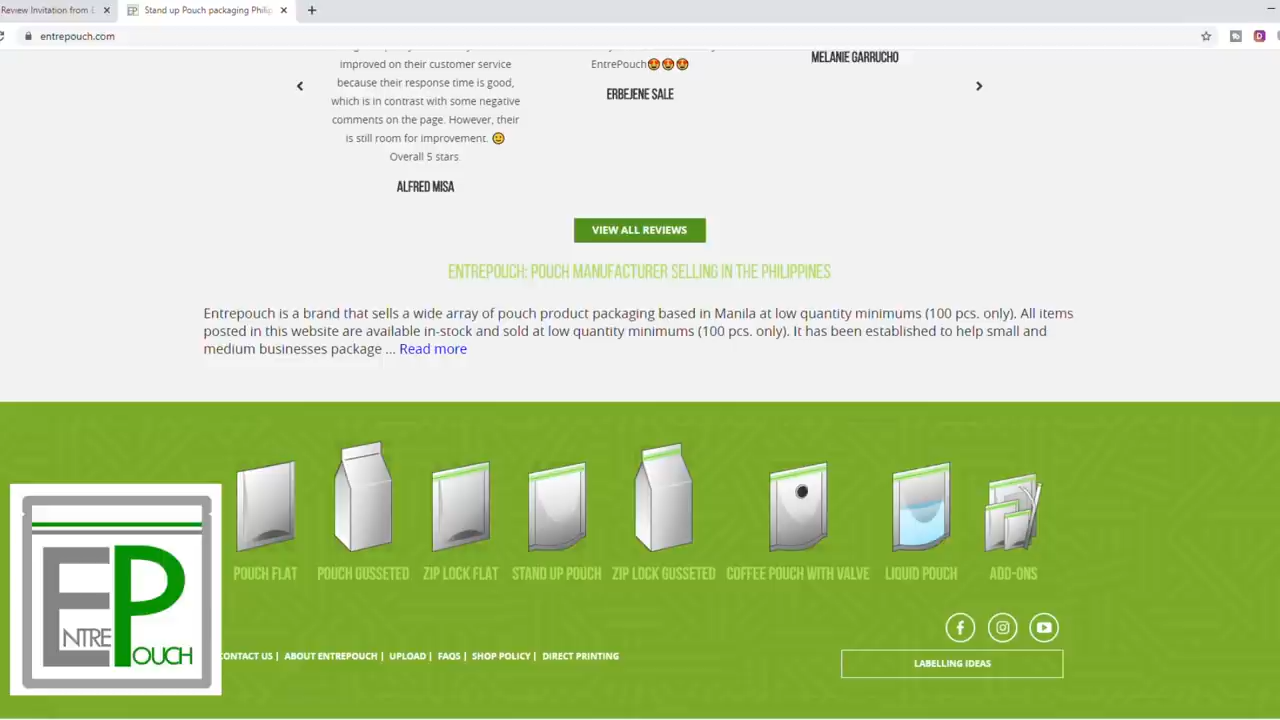 Review Invitation from E
Stand up Pouch packaging Philip
entrepouch.com
improved on their customer service
because their response time is good,
which is in contrast with some negative
comments on the page. However, their
is still room for improvement. 🙂
Overall 5 stars
ALFRED MISA
EntrePouch😍😍😍
ERBEJENE SALE
MELANIE GARRUCHO
VIEW ALL REVIEWS
ENTREPOUCH: POUCH MANUFACTURER SELLING IN THE PHILIPPINES
Entrepouch is a brand that sells a wide array of pouch product packaging based in Manila at low quantity minimums (100 pcs. only). All items
posted in this website are available in-stock and sold at low quantity minimums (100 pcs. only). It has been established to help small and
medium businesses package ... Read more
POUCH FLAT
POUCH GUSSETED
ZIP LOCK FLAT
STAND UP POUCH
ZIP LOCK GUSSETED
COFFEE POUCH WITH VALVE
LIQUID POUCH
ADD-ONS
ONTACT US | ABOUT ENTREPOUCH | UPLOAD | FAQS | SHOP POLICY | DIRECT PRINTING
LABELLING IDEAS
EP
ENTRE
POUCH